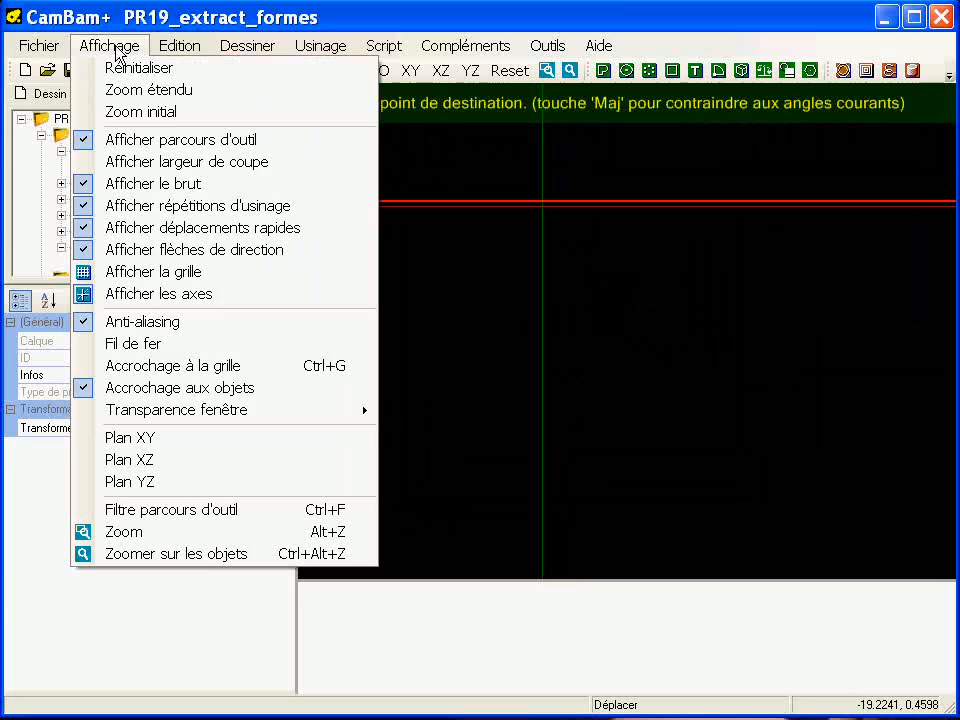 CamBam+ PR19_extract_formes
Fichier Affichage Edition Dessiner Usinage Script Compléments Outils Aide
XY XZ YZ Reset
Dessin
point de destination. (touche 'Maj' pour contraindre aux angles courants)
PR
Réinitialiser
Zoom étendu
Zoom initial
Afficher parcours d'outil
Afficher largeur de coupe
Afficher le brut
Afficher répétitions d'usinage
Afficher déplacements rapides
Afficher flèches de direction
Afficher la grille
Afficher les axes
Anti-aliasing
Fil de fer
Accrochage à la grille Ctrl+G
Accrochage aux objets
Transparence fenêtre
Plan XY
Plan XZ
Plan YZ
Filtre parcours d'outil Ctrl+F
Zoom Alt+Z
Zoomer sur les objets Ctrl+Alt+Z
(Général)
Calque
ID
Infos
Type de p
Transforma
Transforme
Déplacer
-19.2241, 0.4598